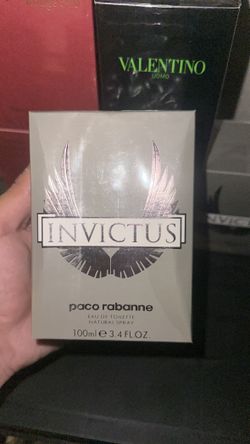 VALENTINO
UOMO
INVICTUS
paco rabanne
EAU DE TOILETTE
NATURAL SPRAY
100ml e 3.4 FL.OZ.